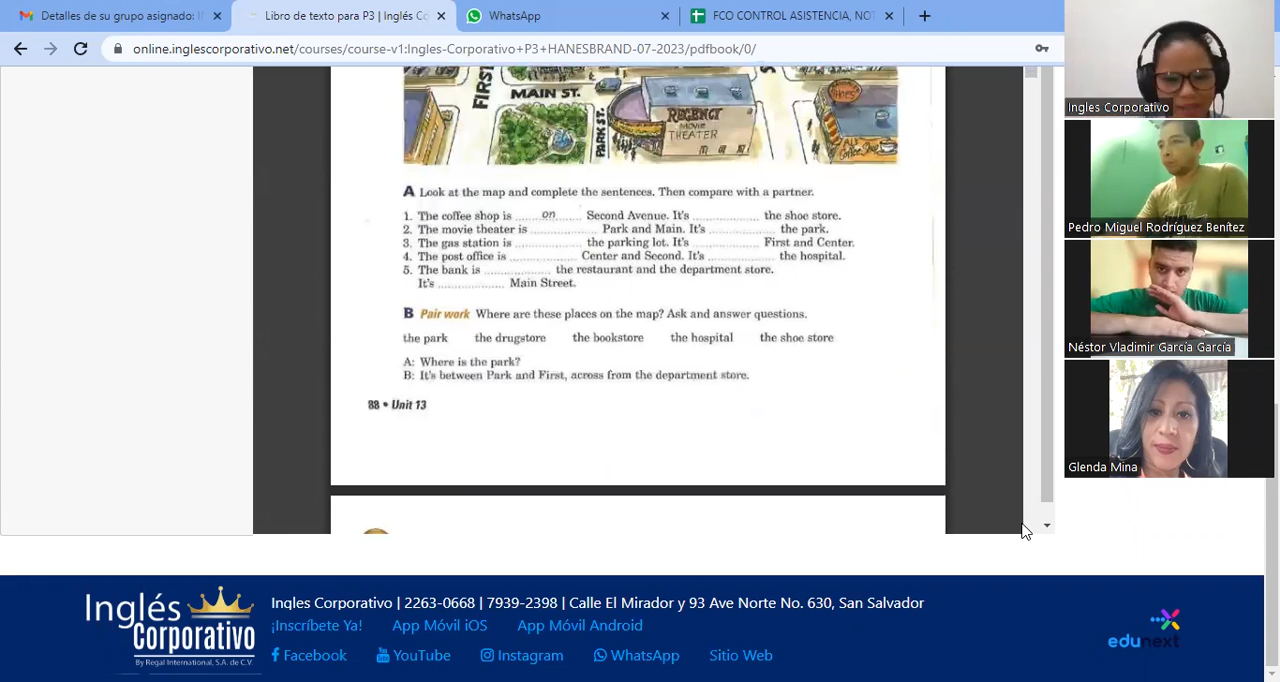 Detalles de su grupo asignado: I
Libro de texto para P3 | Inglés Co
WhatsApp
FCO CONTROL ASISTENCIA, NOT
online.inglescorporativo.net/courses/course-v1:Ingles-Corporativo+P3+HANESBRAND-07-2023/pdfbook/0/
Ingles Corporativo
FIRST
MAIN ST.
PARK ST.
REGENCY
MOVIE
THEATER
SHOES
Coffee Shop
A Look at the map and complete the sentences. Then compare with a partner.
1. The coffee shop is ......on...... Second Avenue. It's ............... the shoe store.
2. The movie theater is ............... Park and Main. It's ............... the park.
3. The gas station is ............... the parking lot. It's ............... First and Center.
4. The post office is ............... Center and Second. It's ............... the hospital.
5. The bank is ............... the restaurant and the department store.
It's ............... Main Street.
B Pair work Where are these places on the map? Ask and answer questions.
the park the drugstore the bookstore the hospital the shoe store
A: Where is the park?
B: It's between Park and First, across from the department store.
88 • Unit 13
Pedro Miguel Rodríguez Benítez
Néstor Vladimir García García
Glenda Mina
Inglés
Corporativo
By Regal International, S.A. de C.V.
Ingles Corporativo | 2263-0668 | 7939-2398 | Calle El Mirador y 93 Ave Norte No. 630, San Salvador
¡Inscríbete Ya! App Móvil iOS App Móvil Android
Facebook YouTube Instagram WhatsApp Sitio Web
edunext